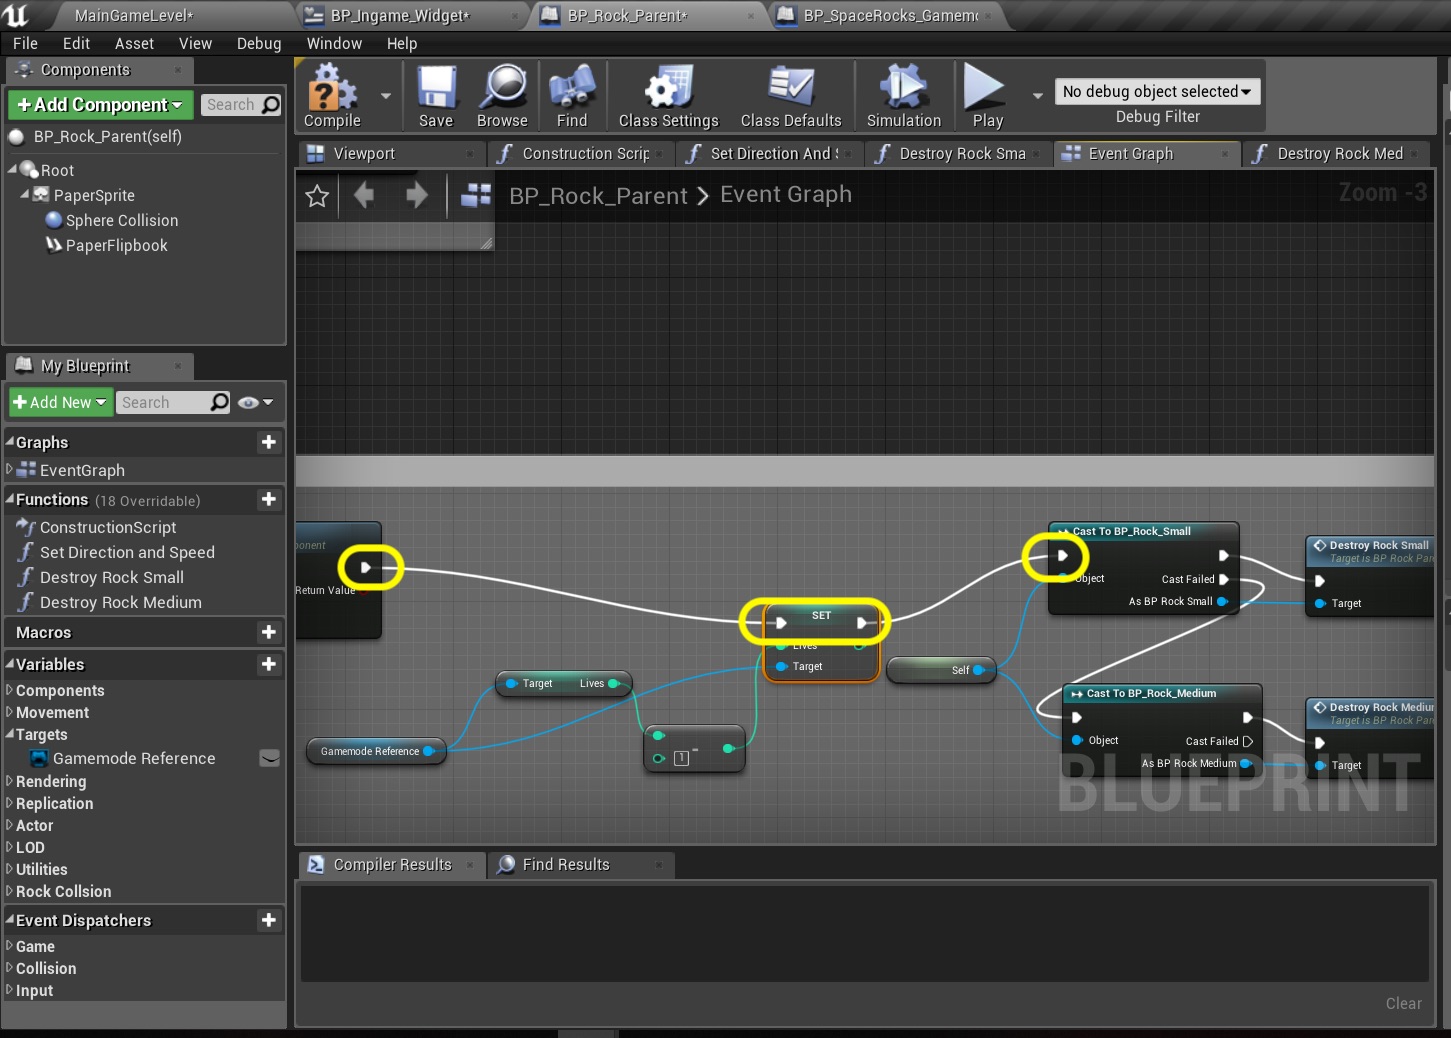 MainGameLevel*
BP_Ingame_Widget*
BP_Rock_Parent*
BP_SpaceRocks_Gamem
File Edit Asset View Debug Window Help
Components
+Add Component
Search
BP_Rock_Parent(self)
Root
PaperSprite
Sphere Collision
PaperFlipbook
Compile
Save
Browse
Find
Class Settings
Class Defaults
Simulation
Play
No debug object selected
Debug Filter
Viewport
Construction Scrip
Set Direction And
Destroy Rock Sma
Event Graph
Destroy Rock Med
BP_Rock_Parent > Event Graph
Zoom -3
My Blueprint
+Add New
Search
Graphs
EventGraph
Functions (18 Overridable)
ConstructionScript
Set Direction and Speed
Destroy Rock Small
Destroy Rock Medium
Macros
Variables
Components
Movement
Targets
Gamemode Reference
Rendering
Replication
Actor
LOD
Utilities
Rock Collsion
Event Dispatchers
Game
Collision
Input
ponent
Return Value
Target Lives
Gamemode Reference
1 -
SET
Lives
Target
Self
Cast To BP_Rock_Small
Object
Cast Failed
As BP Rock Small
Destroy Rock Small
Target is BP Rock Par
Target
Cast To BP_Rock_Medium
Object
Cast Failed
As BP Rock Medium
Destroy Rock Mediu
Target is BP Rock Pare
Target
BLUEPRINT
Compiler Results
Find Results
Clear